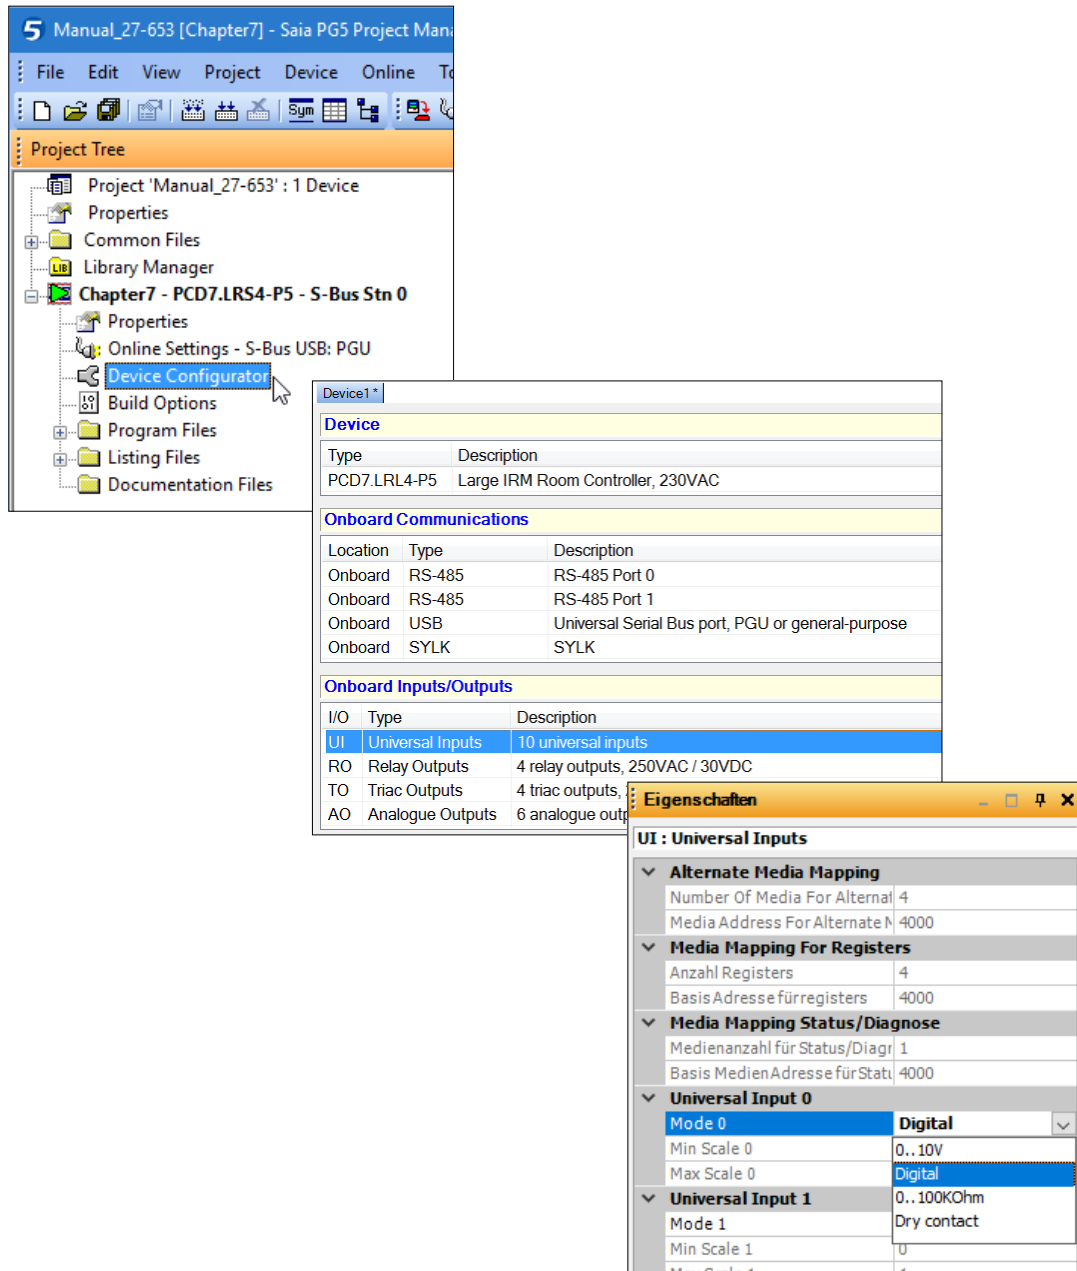 Manual_27-653 [Chapter7] - Saia PG5 Project Mana
File Edit View Project Device Online To
Sym
Project Tree
Project 'Manual_27-653' : 1 Device
Properties
Common Files
LIB Library Manager
Chapter7 - PCD7.LRS4-P5 - S-Bus Stn 0
Properties
Online Settings - S-Bus USB: PGU
Device Configurator
Build Options
Program Files
Listing Files
Documentation Files
Device1 *
Device
Type Description
PCD7.LRL4-P5 Large IRM Room Controller, 230VAC
Onboard Communications
Location Type Description
Onboard RS-485 RS-485 Port 0
Onboard RS-485 RS-485 Port 1
Onboard USB Universal Serial Bus port, PGU or general-purpose
Onboard SYLK SYLK
Onboard Inputs/Outputs
I/O Type Description
UI Universal Inputs 10 universal inputs
RO Relay Outputs 4 relay outputs, 250VAC / 30VDC
TO Triac Outputs 4 triac outputs,
AO Analogue Outputs 6 analogue outp
Eigenschaften
UI : Universal Inputs
Alternate Media Mapping
Number Of Media For Alternat 4
Media Address For Alternate M 4000
Media Mapping For Registers
Anzahl Registers 4
Basis Adresse für registers 4000
Media Mapping Status/Diagnose
Medienanzahl für Status/Diagr 1
Basis Medien Adresse für Statu 4000
Universal Input 0
Mode 0 Digital
Min Scale 0 0..10V
Max Scale 0 Digital
Universal Input 1 0..100KOhm
Mode 1 Dry contact
Min Scale 1 0
Max Scale 1